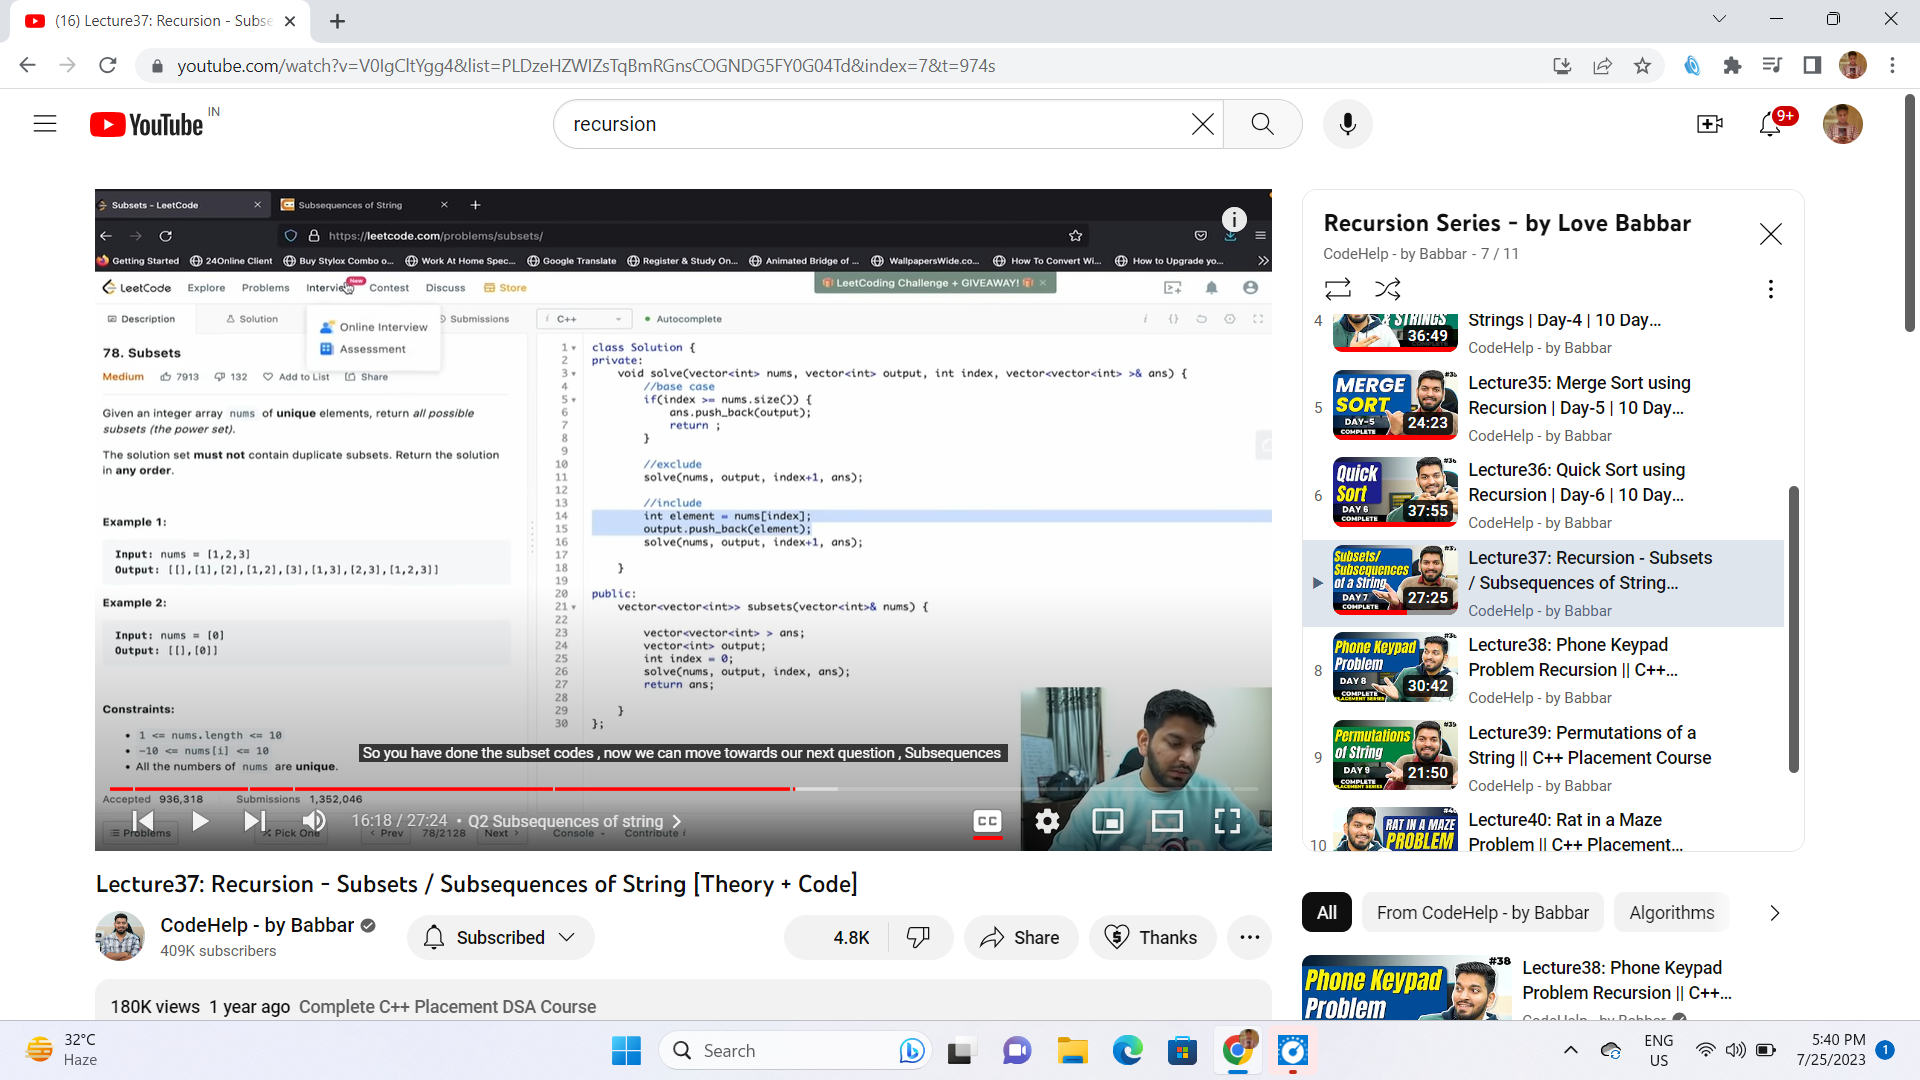 (16) Lecture37: Recursion - Subse
youtube.com/watch?v=V0IgCltYgg4&list=PLDzeHZWIZsTqBmRGnsCOGNDG5FY0G04Td&index=7&t=974s
YouTube IN
recursion
9+
Subsets - LeetCode
Subsequences of String
https://leetcode.com/problems/subsets/
Getting Started 24Online Client Buy Stylox Combo o... Work At Home Spec... Google Translate Register & Study On... Animated Bridge of ... WallpapersWide.co... How To Convert Wi... How to Upgrade yo...
LeetCode Explore Problems Interview New Contest Discuss Store
LeetCoding Challenge + GIVEAWAY!
Description Solution Submissions
Online Interview
Assessment
i C++ Autocomplete
78. Subsets
Medium 7913 132 Add to List Share
Given an integer array nums of unique elements, return all possible
subsets (the power set).
The solution set must not contain duplicate subsets. Return the solution
in any order.
Example 1:
Input: nums = [1,2,3]
Output: [[],[1],[2],[1,2],[3],[1,3],[2,3],[1,2,3]]
Example 2:
Input: nums = [0]
Output: [[],[0]]
Constraints:
• 1 <= nums.length <= 10
• -10 <= nums[i] <= 10
• All the numbers of nums are unique.
Accepted 936,318 Submissions 1,352,046
Problems Pick One < Prev 78/2128 Next > Console Contribute i
1 class Solution {
2 private:
3 void solve(vector<int> nums, vector<int> output, int index, vector<vector<int> >& ans) {
4 //base case
5 if(index >= nums.size()) {
6 ans.push_back(output);
7 return ;
8 }
9
10 //exclude
11 solve(nums, output, index+1, ans);
12
13 //include
14 int element = nums[index];
15 output.push_back(element);
16 solve(nums, output, index+1, ans);
17
18 }
19
20 public:
21 vector<vector<int>> subsets(vector<int>& nums) {
22
23 vector<vector<int> > ans;
24 vector<int> output;
25 int index = 0;
26 solve(nums, output, index, ans);
27 return ans;
28
29 }
30 };
So you have done the subset codes , now we can move towards our next question , Subsequences
16:18 / 27:24 • Q2 Subsequences of string
CC
Lecture37: Recursion - Subsets / Subsequences of String [Theory + Code]
CodeHelp - by Babbar
409K subscribers
Subscribed
4.8K
Share
Thanks
180K views 1 year ago Complete C++ Placement DSA Course
Recursion Series - by Love Babbar
CodeHelp - by Babbar - 7 / 11
4
& STRINGS
36:49
Strings | Day-4 | 10 Day...
CodeHelp - by Babbar
5
MERGE
SORT
DAY-5
COMPLETE
24:23
Lecture35: Merge Sort using
Recursion | Day-5 | 10 Day...
CodeHelp - by Babbar
6
Quick
Sort
DAY 6
COMPLETE
37:55
Lecture36: Quick Sort using
Recursion | Day-6 | 10 Day...
CodeHelp - by Babbar
Subsets/
Subsequences
of a String
DAY 7
COMPLETE
27:25
Lecture37: Recursion - Subsets
/ Subsequences of String...
CodeHelp - by Babbar
8
Phone Keypad
Problem
DAY 8
COMPLETE
PLACEMENT SERIES
30:42
Lecture38: Phone Keypad
Problem Recursion || C++...
CodeHelp - by Babbar
9
Permutations
of String
DAY 9
COMPLETE
PLACEMENT SERIES
21:50
Lecture39: Permutations of a
String || C++ Placement Course
CodeHelp - by Babbar
10
RAT IN A MAZE
PROBLEM
Lecture40: Rat in a Maze
Problem || C++ Placement...
All
From CodeHelp - by Babbar
Algorithms
Phone Keypad
Problem
#38
Lecture38: Phone Keypad
Problem Recursion || C++...
CodeHelp - by Babbar
32°C
Haze
Search
ENG
US
5:40 PM
7/25/2023
1